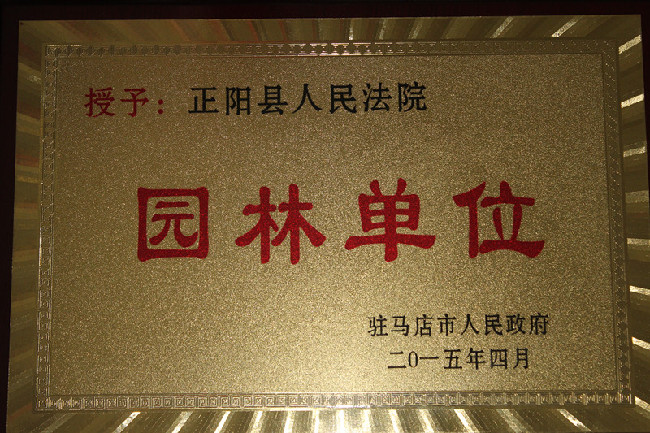 授予：正阳县人民法院
园林单位
驻马店市人民政府
二〇一五年四月